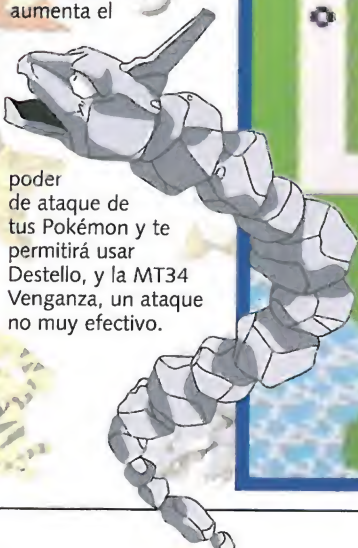 aumenta el
poder
de ataque de
tus Pokémon y te
permitirá usar
Destello, y la MT34
Venganza, un ataque
no muy efectivo.